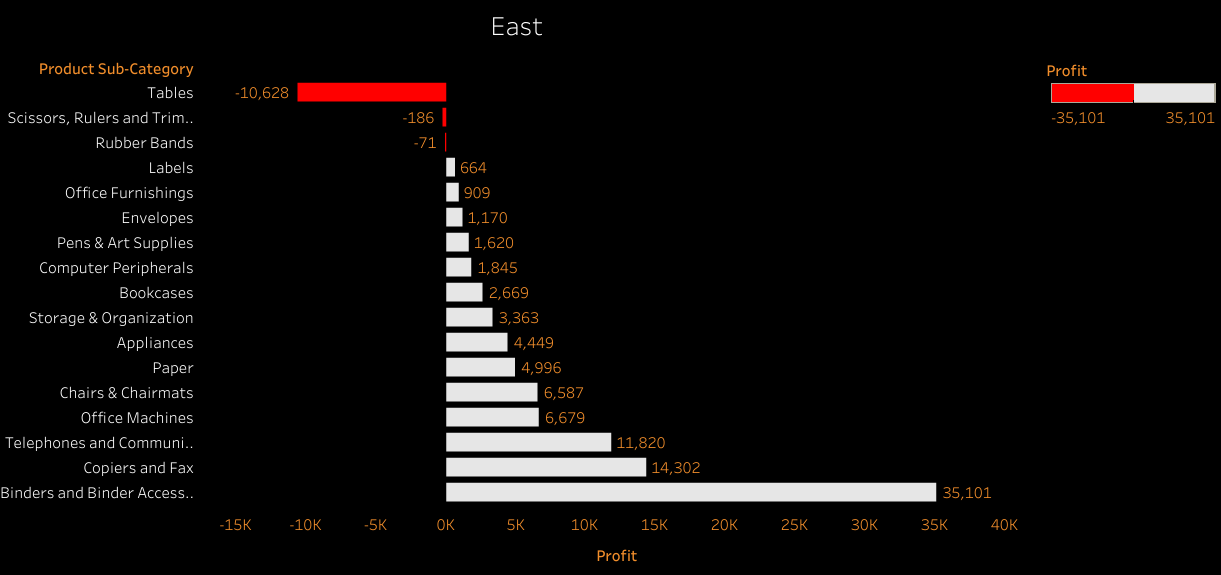 East
Product Sub-Category
Profit
Tables -10,628
-35,101 35,101
Scissors, Rulers and Trim.. -186
Rubber Bands -71
Labels 664
Office Furnishings 909
Envelopes 1,170
Pens & Art Supplies 1,620
Computer Peripherals 1,845
Bookcases 2,669
Storage & Organization 3,363
Appliances 4,449
Paper 4,996
Chairs & Chairmats 6,587
Office Machines 6,679
Telephones and Communi.. 11,820
Copiers and Fax 14,302
Binders and Binder Access.. 35,101
-15K -10K -5K 0K 5K 10K 15K 20K 25K 30K 35K 40K
Profit